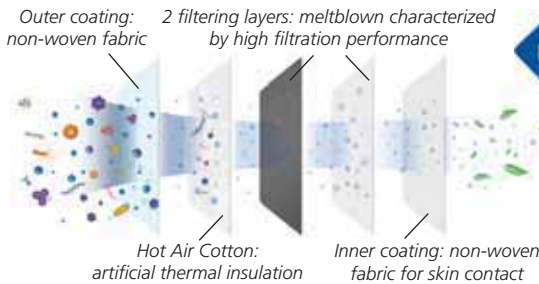 Outer coating:
non-woven fabric
2 filtering layers: meltblown characterized
by high filtration performance
Hot Air Cotton:
artificial thermal insulation
Inner coating: non-woven
fabric for skin contact